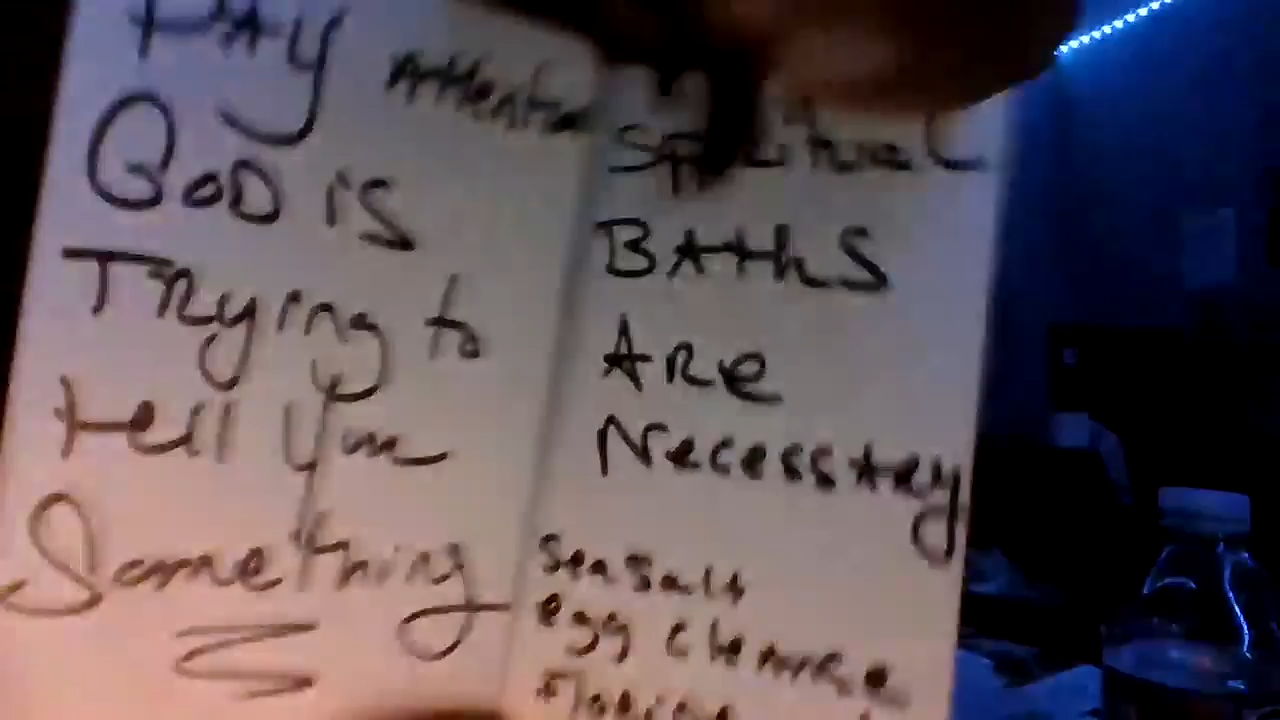 PAY Attention
GOD is
Trying to
tell you
Something
Spiritual
BAThS
ARe
Necessary
Sea Salt
egg cleanse